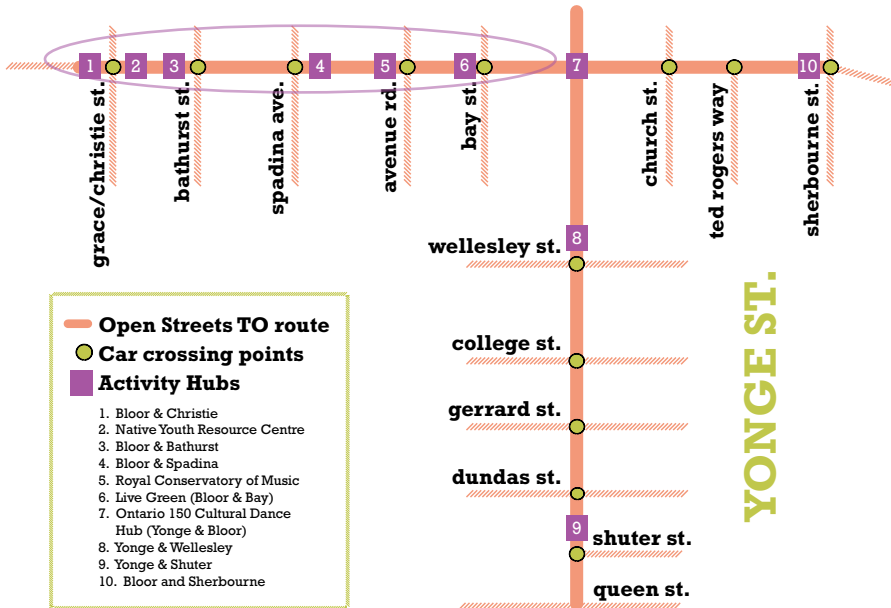 1
2
3
4
5
6
7
10
grace/christie st.
bathurst st.
spadina ave.
avenue rd.
bay st.
church st.
ted rogers way
sherbourne st.
8
wellesley st.
college st.
gerrard st.
dundas st.
9
shuter st.
queen st.
YONGE ST.
Open Streets TO route
Car crossing points
Activity Hubs
1. Bloor & Christie
2. Native Youth Resource Centre
3. Bloor & Bathurst
4. Bloor & Spadina
5. Royal Conservatory of Music
6. Live Green (Bloor & Bay)
7. Ontario 150 Cultural Dance
Hub (Yonge & Bloor)
8. Yonge & Wellesley
9. Yonge & Shuter
10. Bloor and Sherbourne